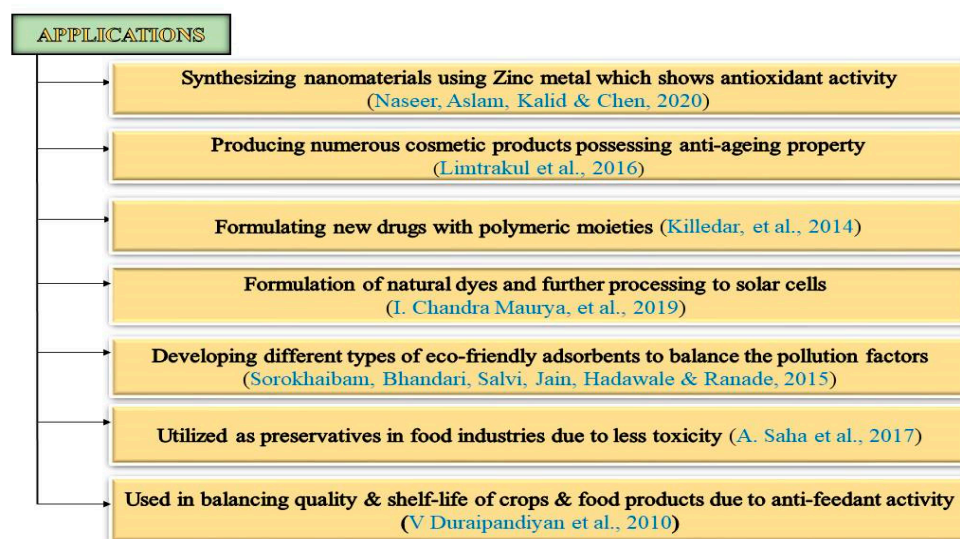 APPLICATIONS
Synthesizing nanomaterials using Zinc metal which shows antioxidant activity
(Naseer, Aslam, Kalid & Chen, 2020)
Producing numerous cosmetic products possessing anti-ageing property
(Limtrakul et al., 2016)
Formulating new drugs with polymeric moieties (Killedar, et al., 2014)
Formulation of natural dyes and further processing to solar cells
(I. Chandra Maurya, et al., 2019)
Developing different types of eco-friendly adsorbents to balance the pollution factors
(Sorokhaibam, Bhandari, Salvi, Jain, Hadawale & Ranade, 2015)
Utilized as preservatives in food industries due to less toxicity (A. Saha et al., 2017)
Used in balancing quality & shelf-life of crops & food products due to anti-feedant activity
(V Duraipandiyan et al., 2010)